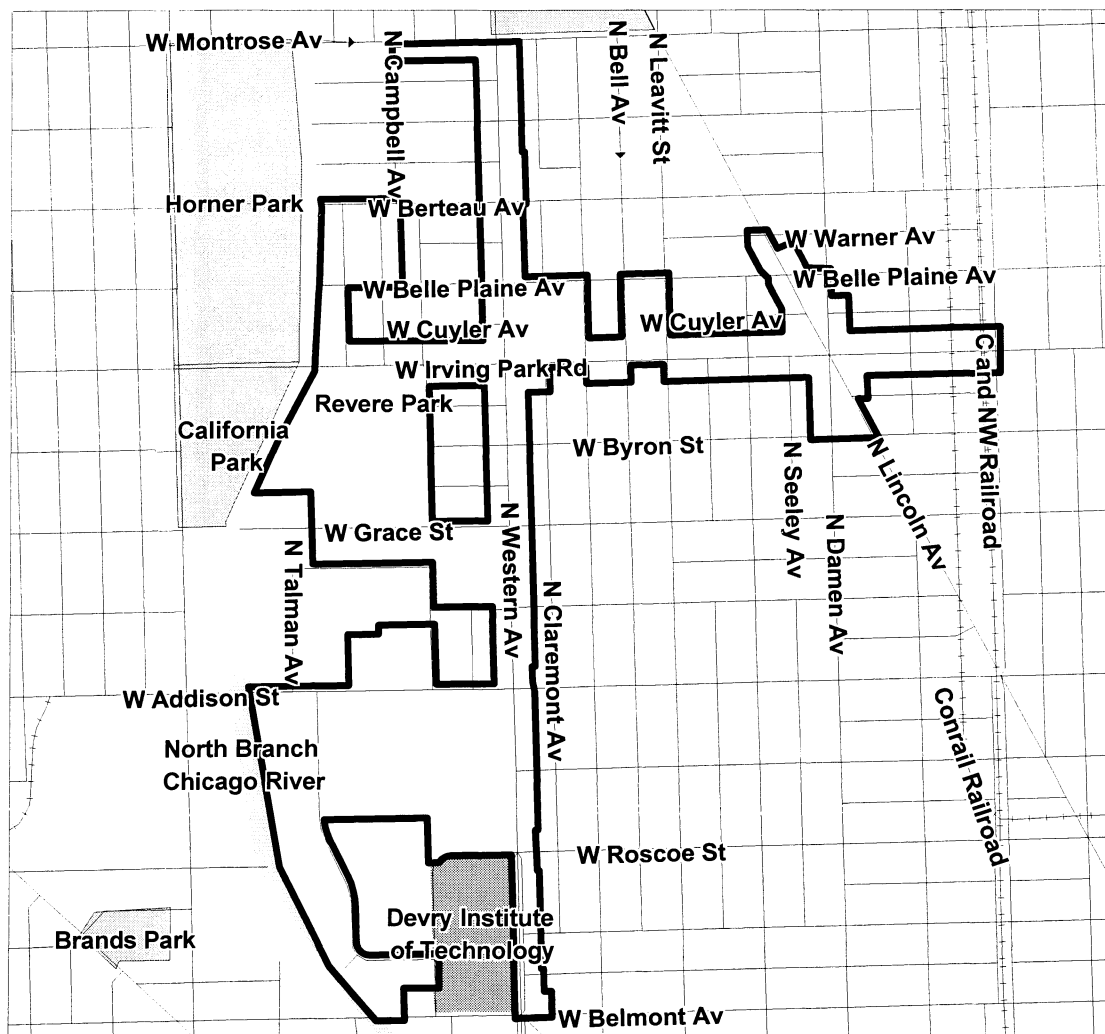 W Montrose Av
N Campbell Av
N Bell Av
N Leavitt St
Horner Park
W Berteau Av
W Warner Av
W Belle Plaine Av
W Belle Plaine Av
W Cuyler Av
W Cuyler Av
W Irving Park Rd
C and NW Railroad
Revere Park
California
Park
W Byron St
N Seeley Av
N Lincoln Av
W Grace St
N Western Av
N Damen Av
N Talman Av
N Claremont Av
W Addison St
North Branch
Chicago River
Conrail Railroad
W Roscoe St
Devry Institute
of Technology
Brands Park
W Belmont Av